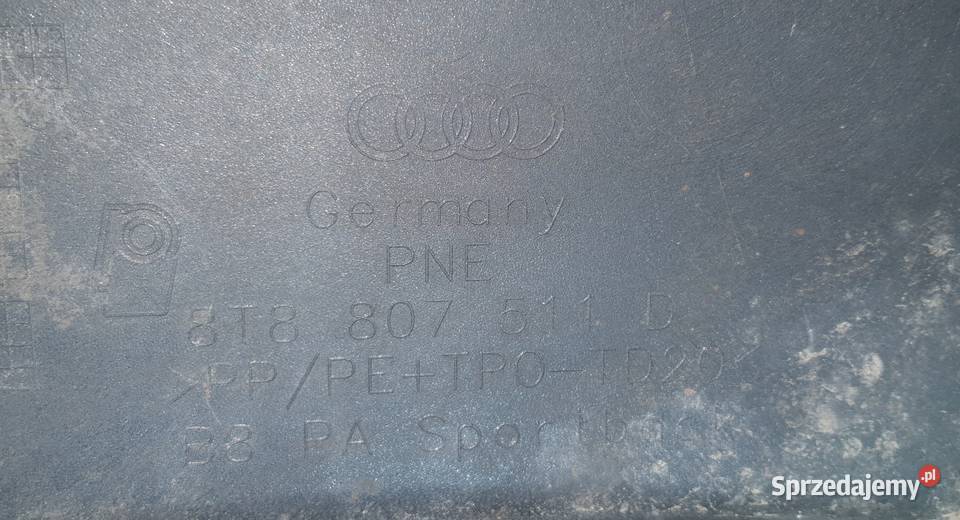 Germany
PNE
8T8 807 511 D
>PP/PE+TPO-TD20
B8 PA Sportback
Sprzedajemy.pl